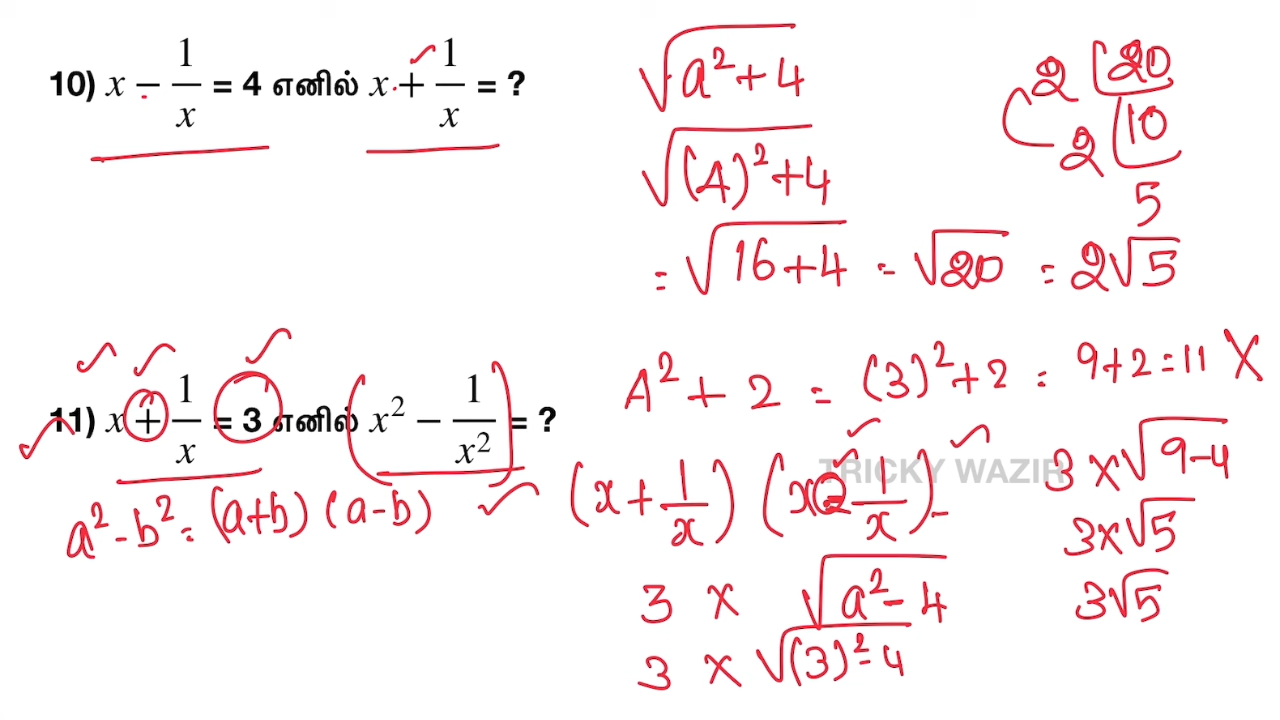 10) x − 1/x = 4 எனில் x + 1/x = ?
√(a² + 4)
√((4)² + 4)
= √(16 + 4) = √20 = 2√5
2 | 20
2 | 10
5
11) x + 1/x = 3 எனில் x² − 1/x² = ?
a² - b² = (a+b) (a-b)
A² + 2 = (3)² + 2 = 9+2 = 11 X
(x + 1/x) (x - 1/x) =
TRICKY WAZIR
3 × √(a² - 4)
3 × √((3)² - 4)
3 × √(9-4)
3×√5
3√5